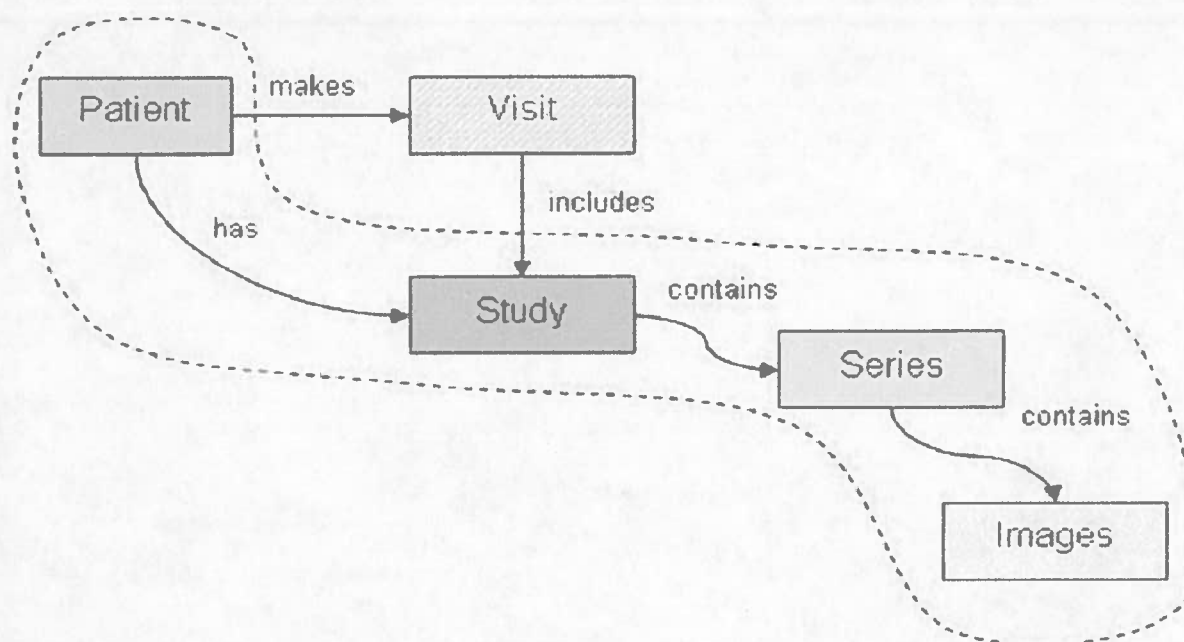 Patient
makes
Visit
has
includes
Study
contains
Series
contains
Images